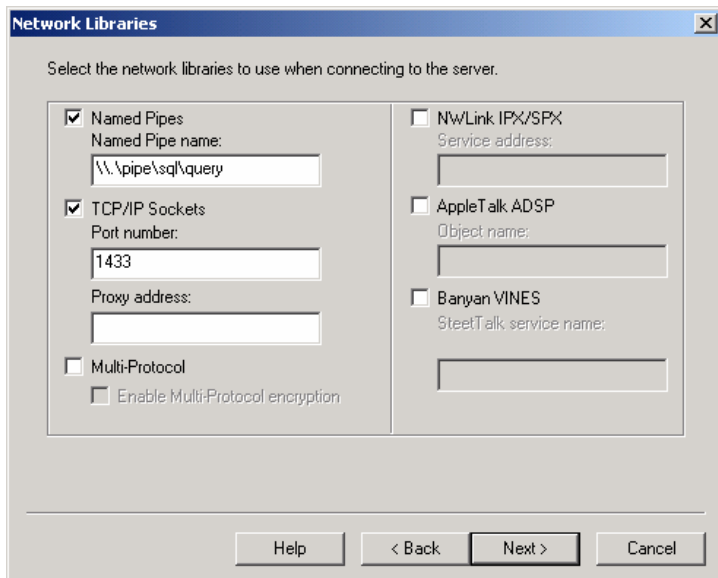 Network Libraries
Select the network libraries to use when connecting to the server.
Named Pipes
Named Pipe name:
\\.\pipe\sql\query
TCP/IP Sockets
Port number:
1433
Proxy address:
Multi-Protocol
Enable Multi-Protocol encryption
NWLink IPX/SPX
Service address:
AppleTalk ADSP
Object name:
Banyan VINES
SteetTalk service name:
Help
< Back
Next >
Cancel